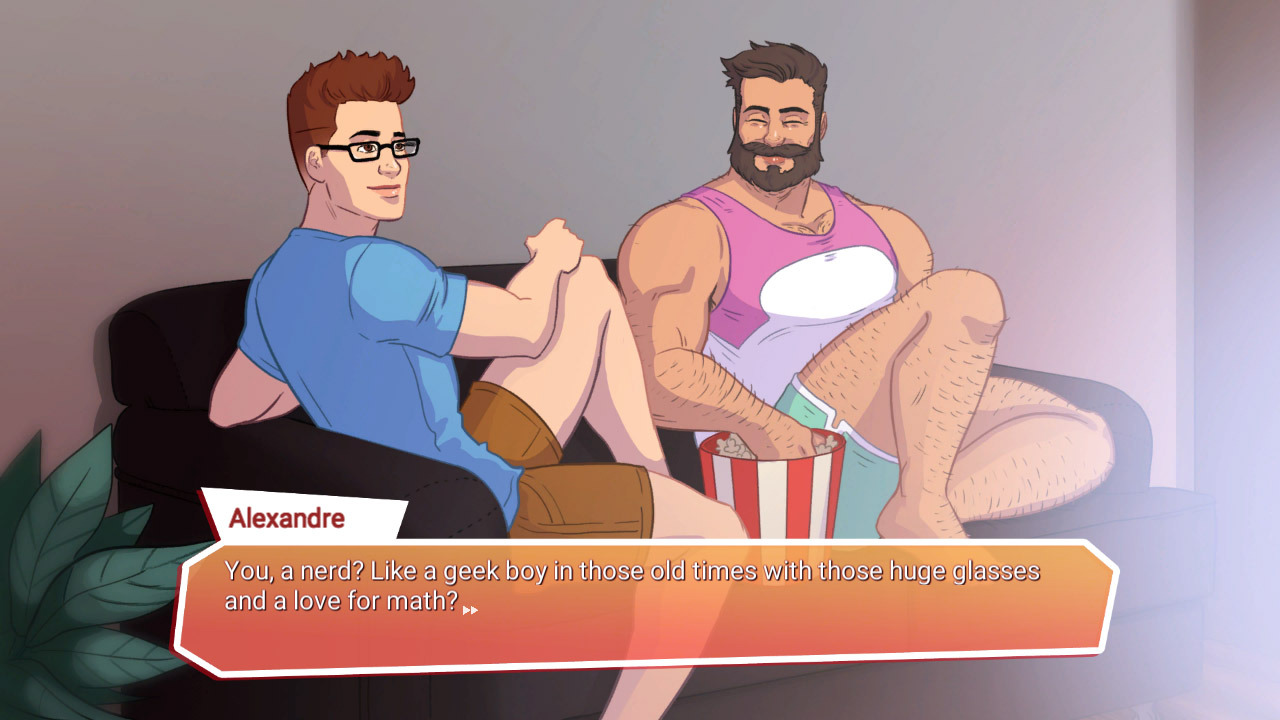 Alexandre
You, a nerd? Like a geek boy in those old times with those huge glasses
and a love for math?